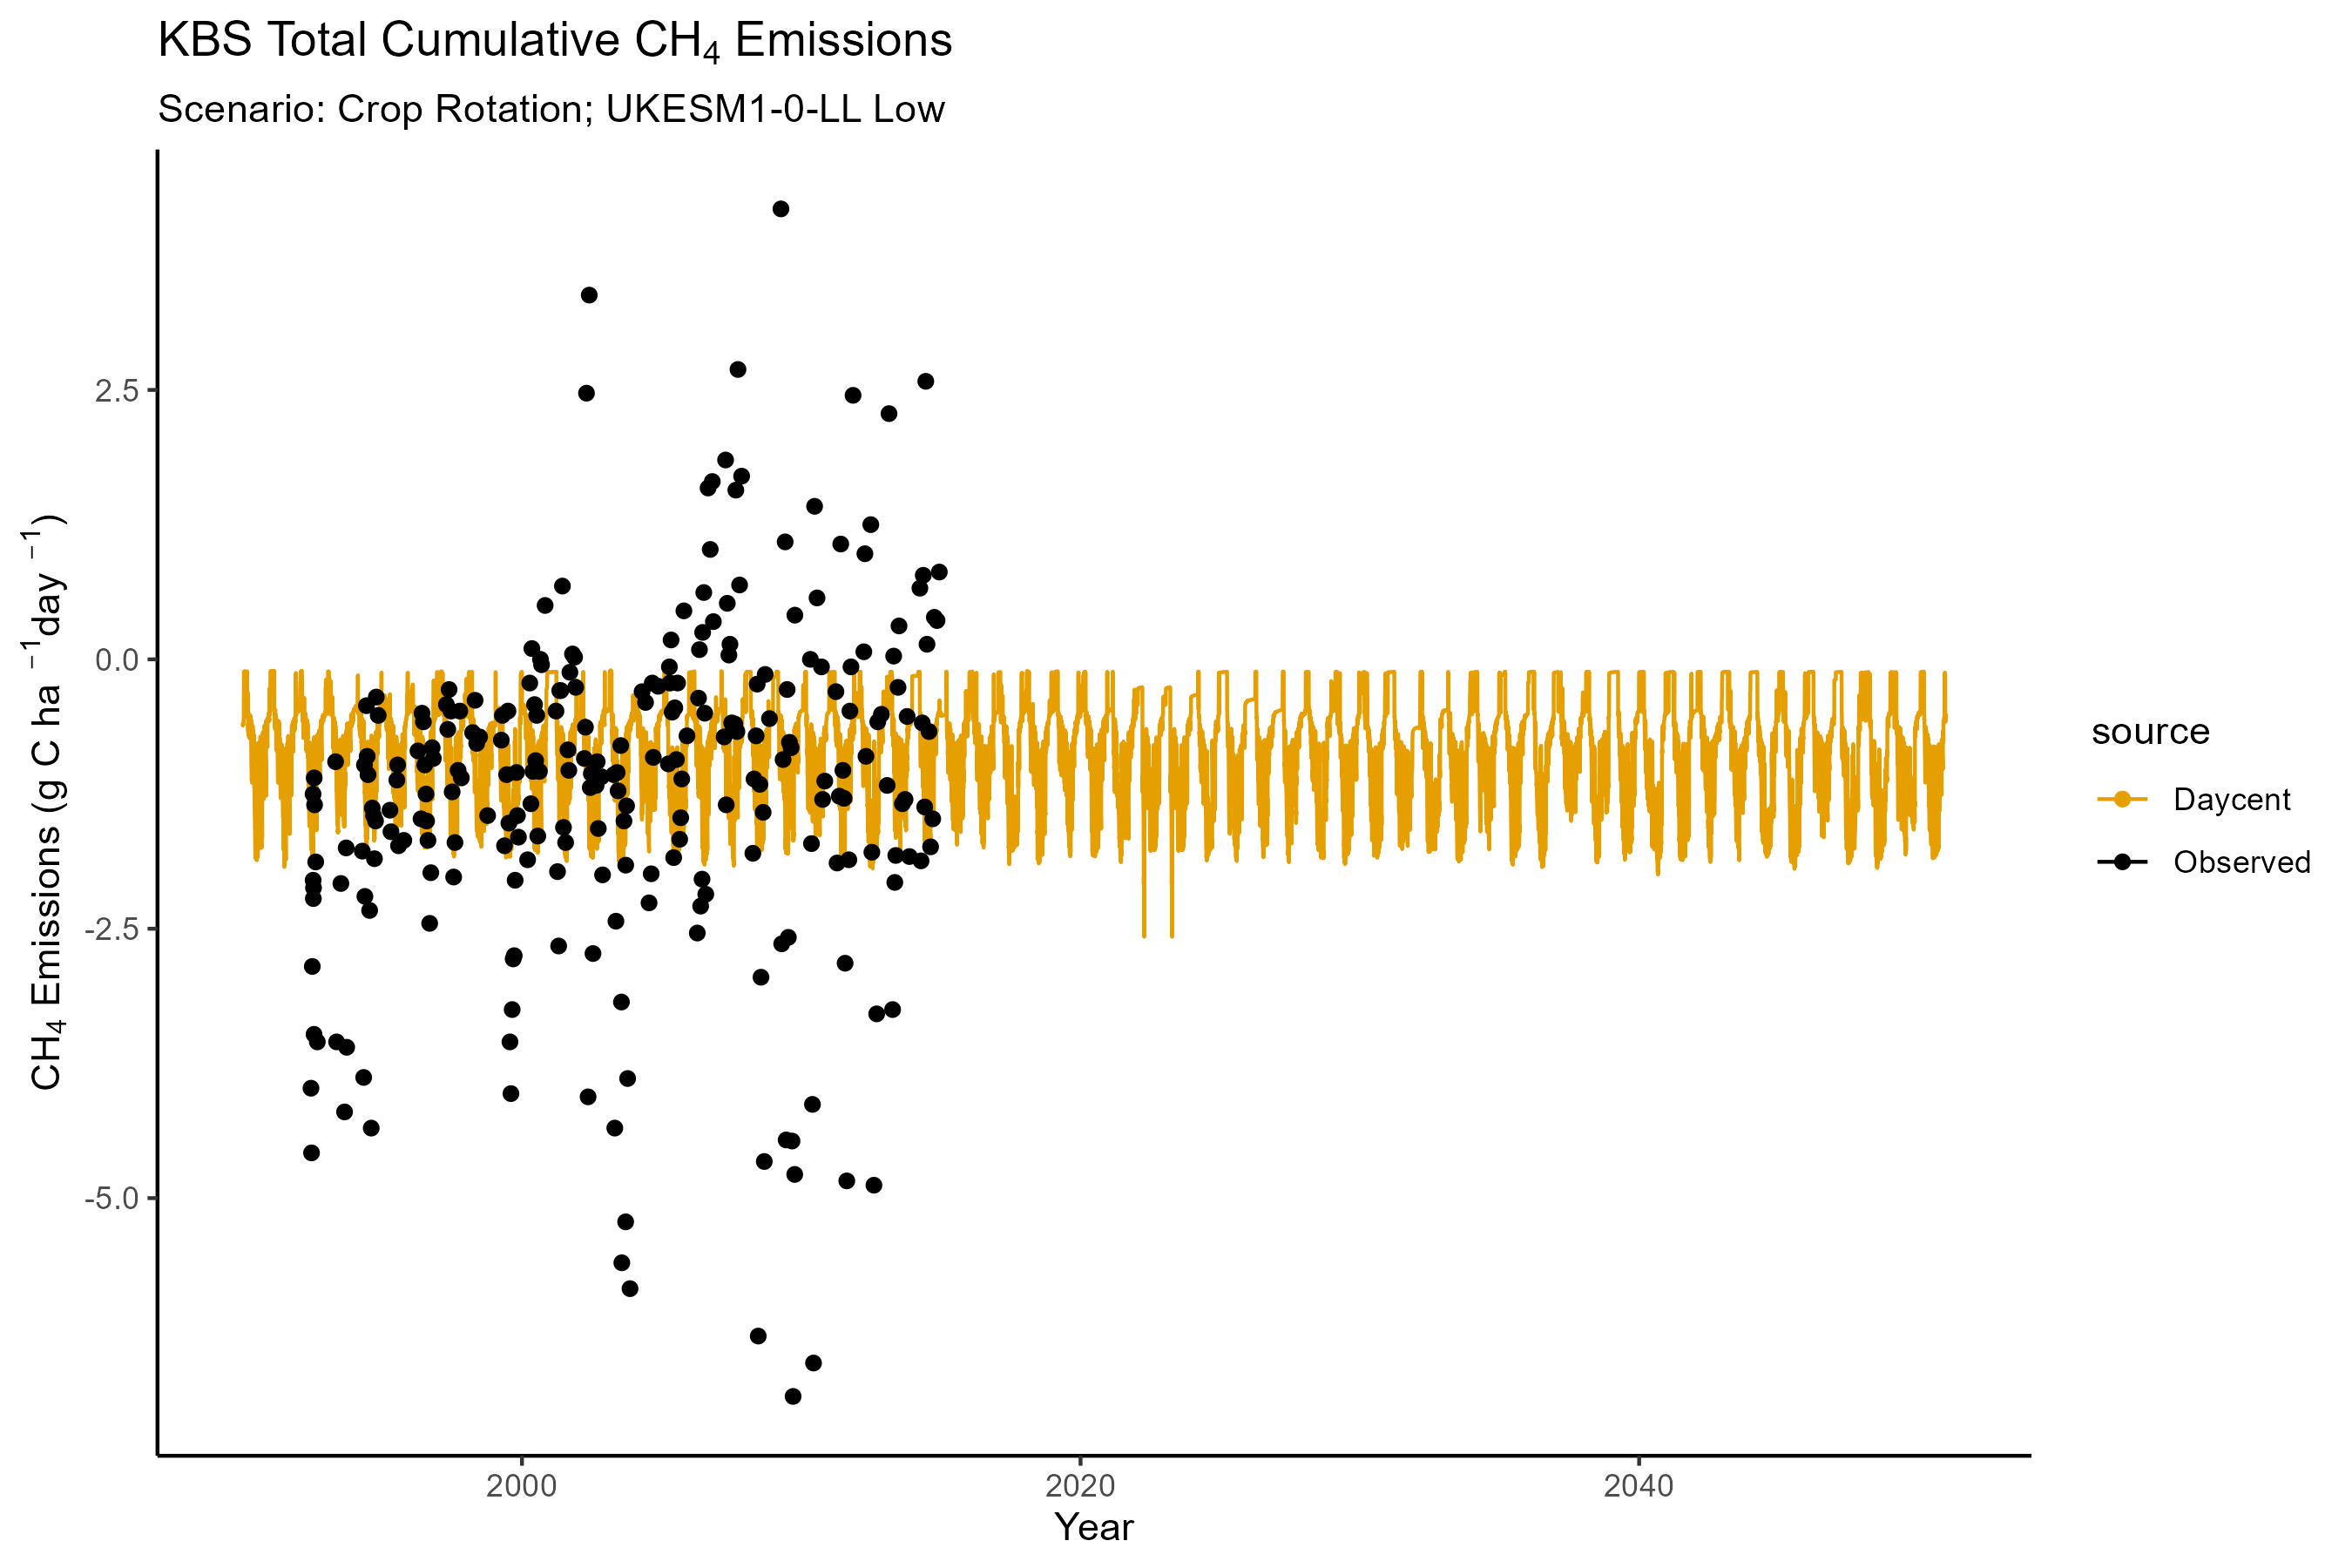 KBS Total Cumulative CH₄ Emissions
Scenario: Crop Rotation; UKESM1-0-LL Low
CH₄ Emissions (g C ha ⁻¹day ⁻¹)
2.5
0.0
-2.5
-5.0
2000
2020
2040
Year
source
Daycent
Observed